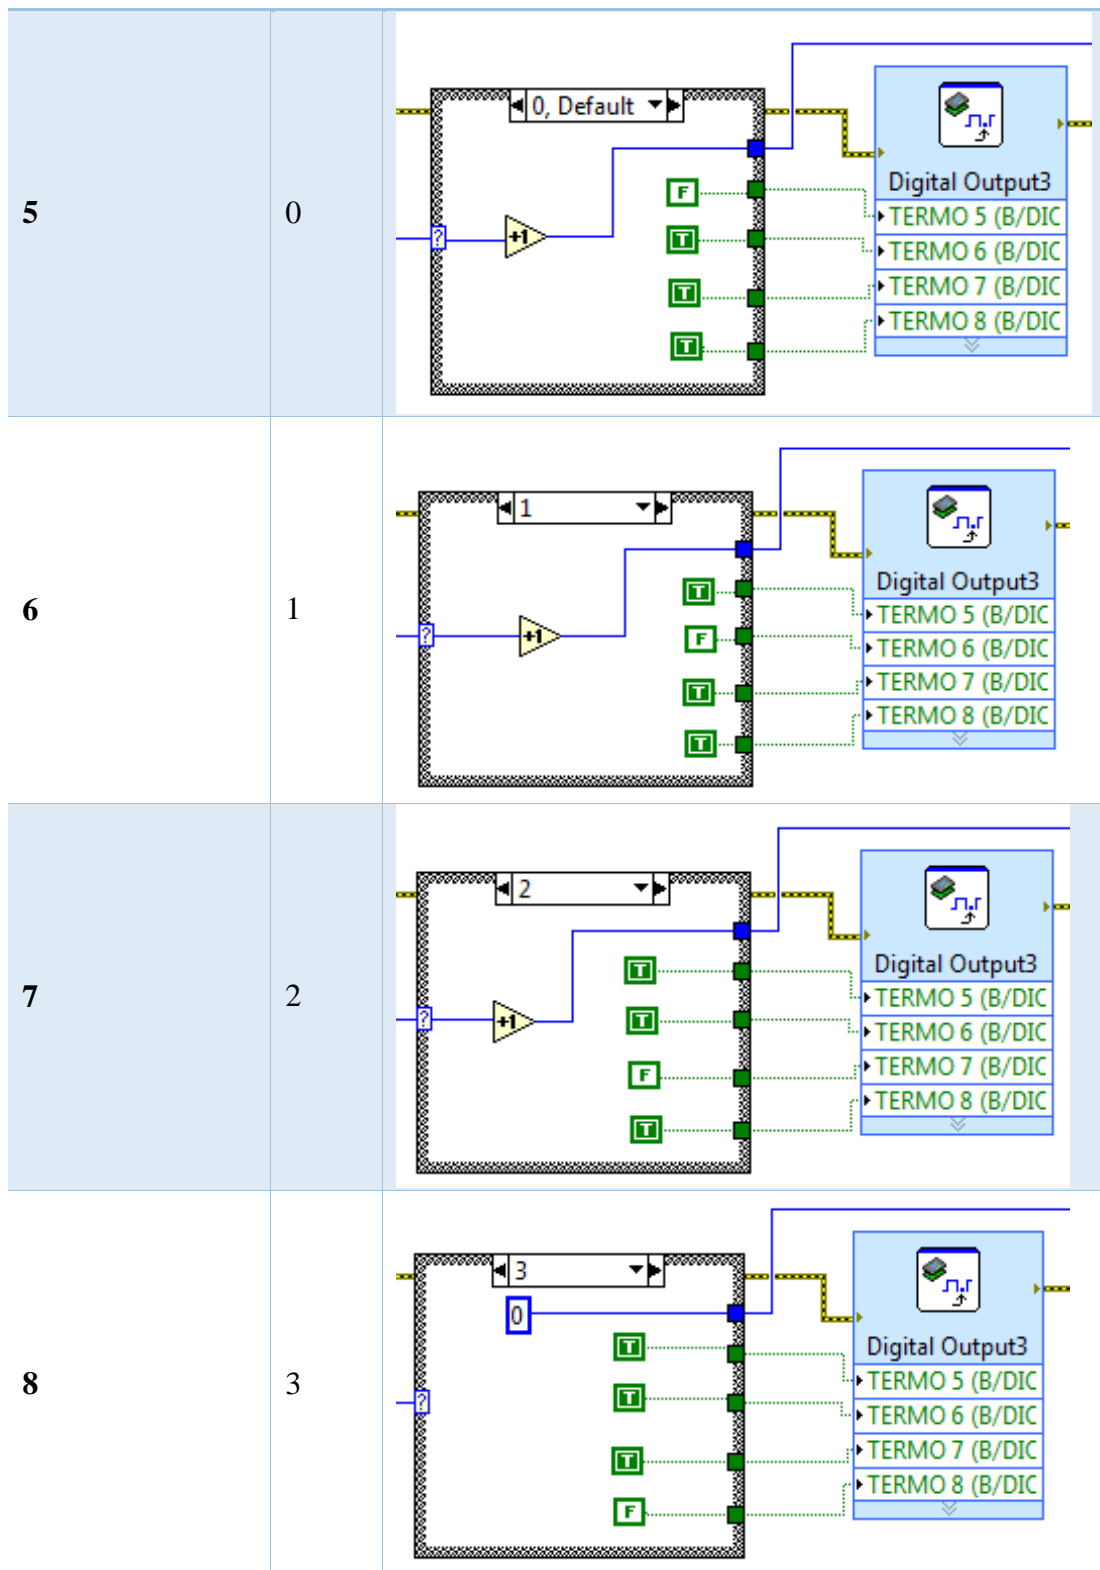 5
0
0, Default
?
+1
F
T
T
T
Digital Output3
TERMO 5 (B/DIC
TERMO 6 (B/DIC
TERMO 7 (B/DIC
TERMO 8 (B/DIC
6
1
1
?
+1
T
F
T
T
Digital Output3
TERMO 5 (B/DIC
TERMO 6 (B/DIC
TERMO 7 (B/DIC
TERMO 8 (B/DIC
7
2
2
?
+1
T
T
F
T
Digital Output3
TERMO 5 (B/DIC
TERMO 6 (B/DIC
TERMO 7 (B/DIC
TERMO 8 (B/DIC
8
3
3
0
?
T
T
T
F
Digital Output3
TERMO 5 (B/DIC
TERMO 6 (B/DIC
TERMO 7 (B/DIC
TERMO 8 (B/DIC